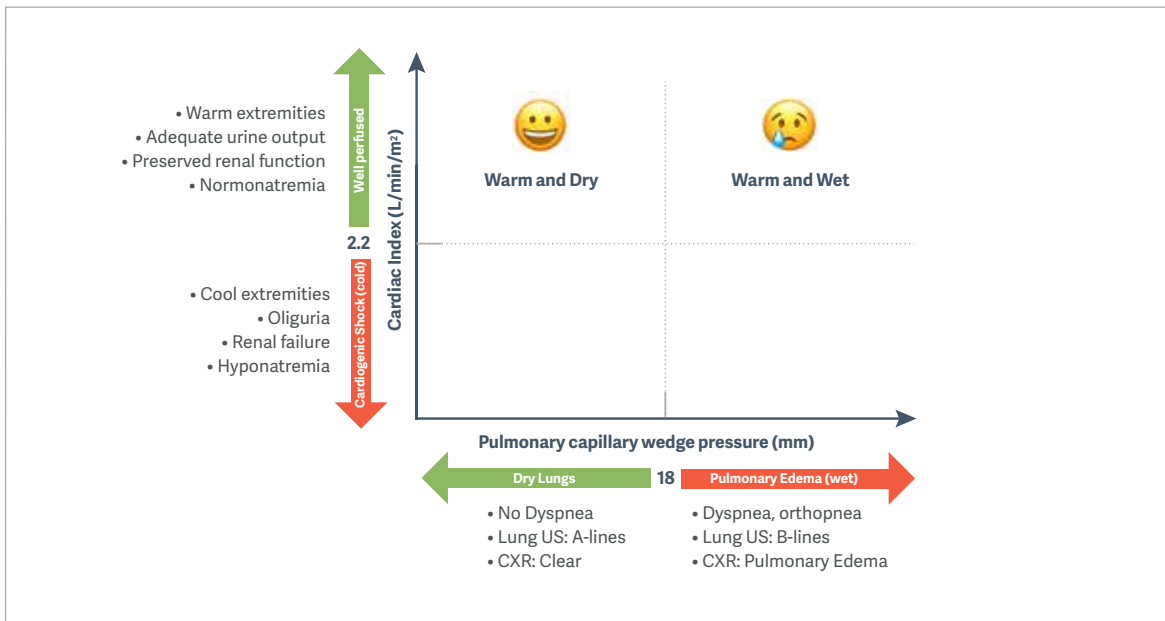 • Warm extremities
• Adequate urine output
• Preserved renal function
• Normonatremia
Well perfused
2.2
Cardiogenic Shock (cold)
• Cool extremities
• Oliguria
• Renal failure
• Hyponatremia
Cardiac Index (L/min/m²)
Warm and Dry
Warm and Wet
Pulmonary capillary wedge pressure (mm)
Dry Lungs
18
Pulmonary Edema (wet)
• No Dyspnea
• Lung US: A-lines
• CXR: Clear
• Dyspnea, orthopnea
• Lung US: B-lines
• CXR: Pulmonary Edema